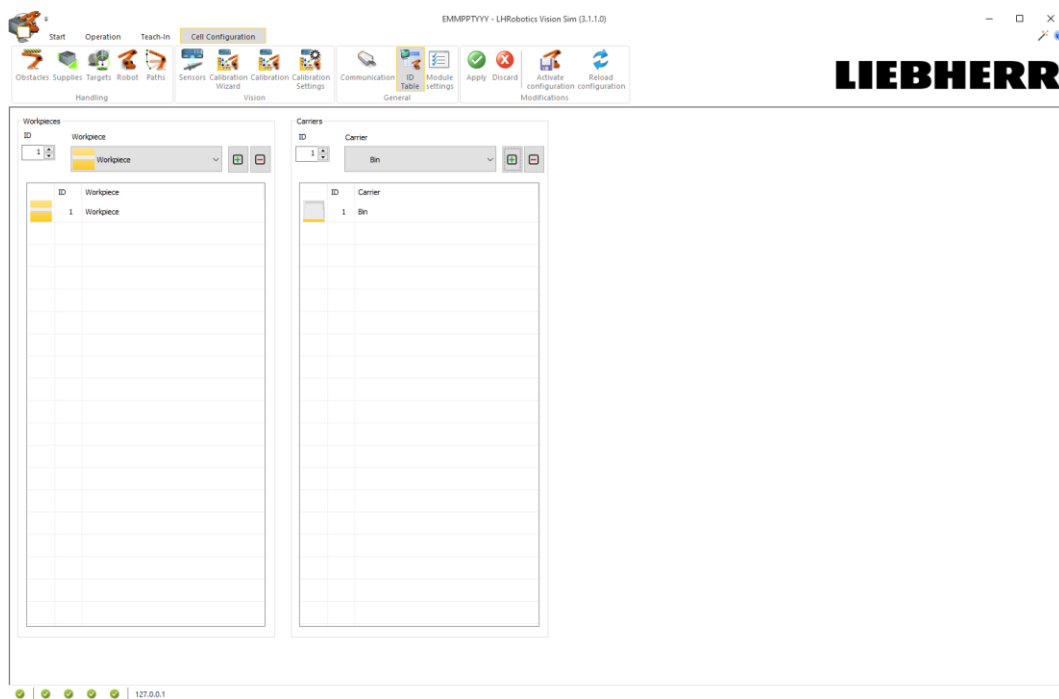 EMMPPTYYY - LHRobotics Vision Sim (3.1.1.0)
Start Operation Teach-In Cell Configuration
Obstacles Supplies Targets Robot Paths Sensors Calibration Wizard Calibration Calibration Settings Communication ID Table Module settings Apply Discard Activate configuration Reload configuration
Handling Vision General Modifications
LIEBHERR
Workpieces
ID Workpiece
1 Workpiece
ID Workpiece
1 Workpiece
Carriers
ID Carrier
1 Bin
ID Carrier
1 Bin
127.0.0.1